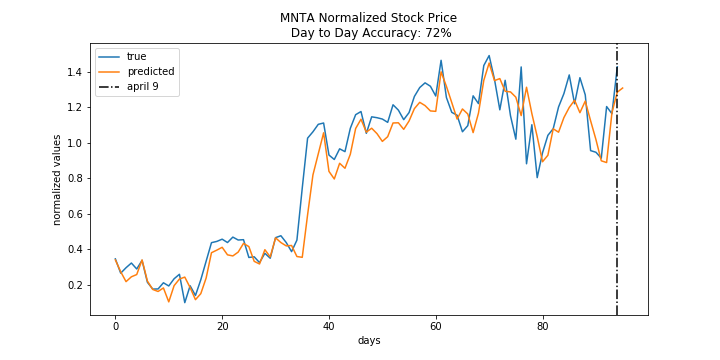 MNTA Normalized Stock Price
Day to Day Accuracy: 72%
true
predicted
april 9
normalized values
1.4
1.2
1.0
0.8
0.6
0.4
0.2
0
20
40
60
80
days